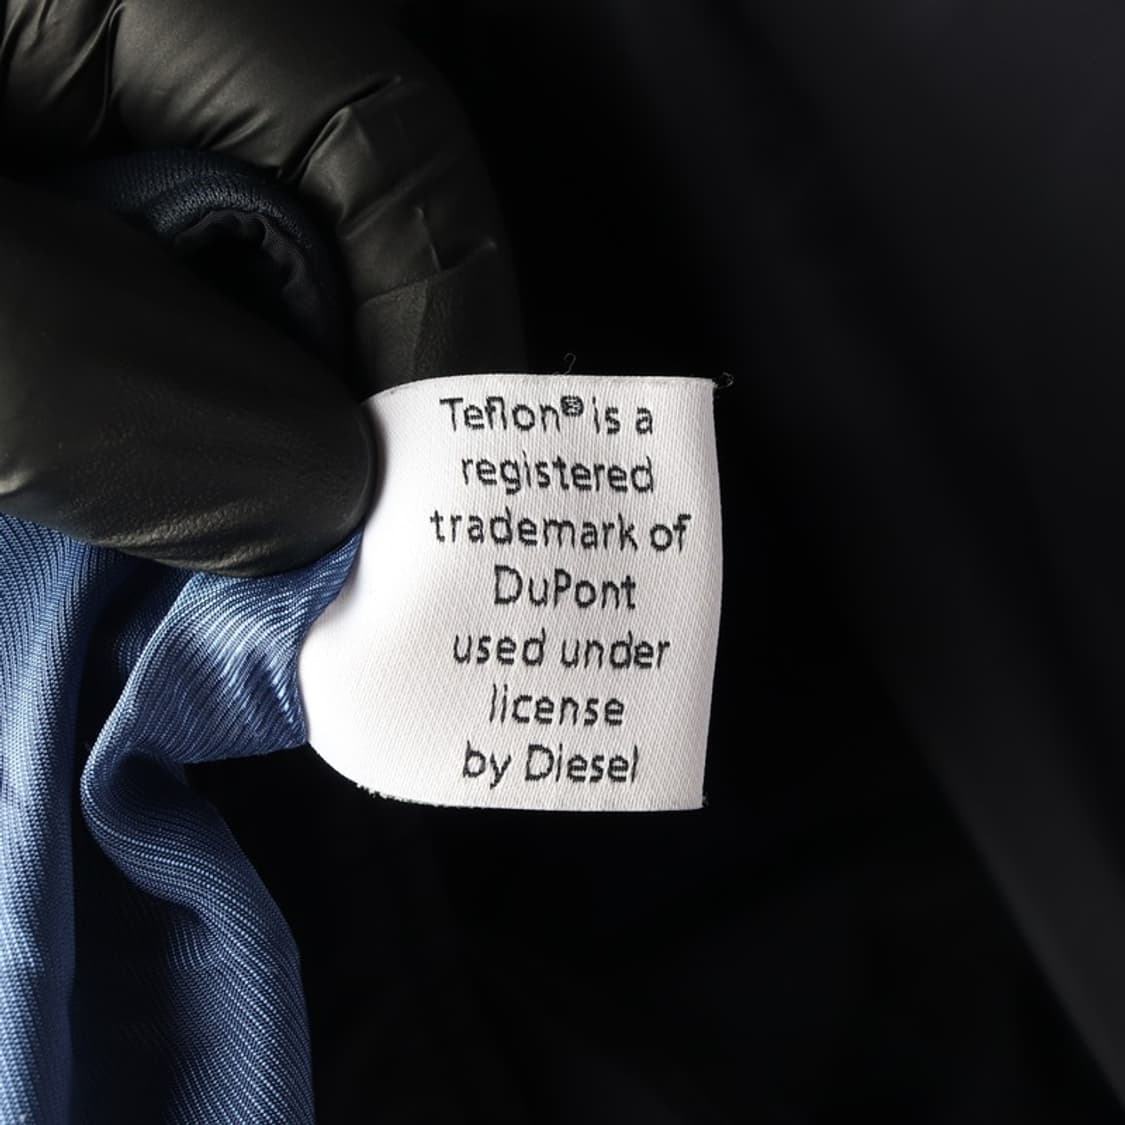 Teflon® is a
registered
trademark of
DuPont
used under
license
by Diesel